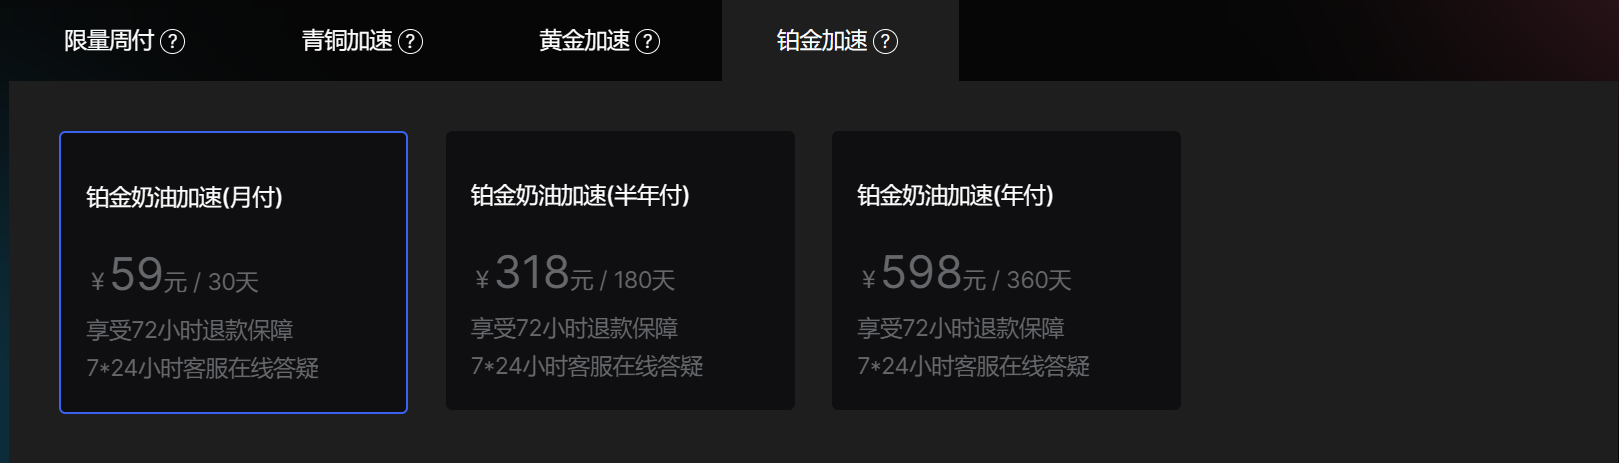 限量周付 ?
青铜加速 ?
黄金加速 ?
铂金加速 ?
铂金奶油加速(月付)
¥59元 / 30天
享受72小时退款保障
7*24小时客服在线答疑
铂金奶油加速(半年付)
¥318元 / 180天
享受72小时退款保障
7*24小时客服在线答疑
铂金奶油加速(年付)
¥598元 / 360天
享受72小时退款保障
7*24小时客服在线答疑